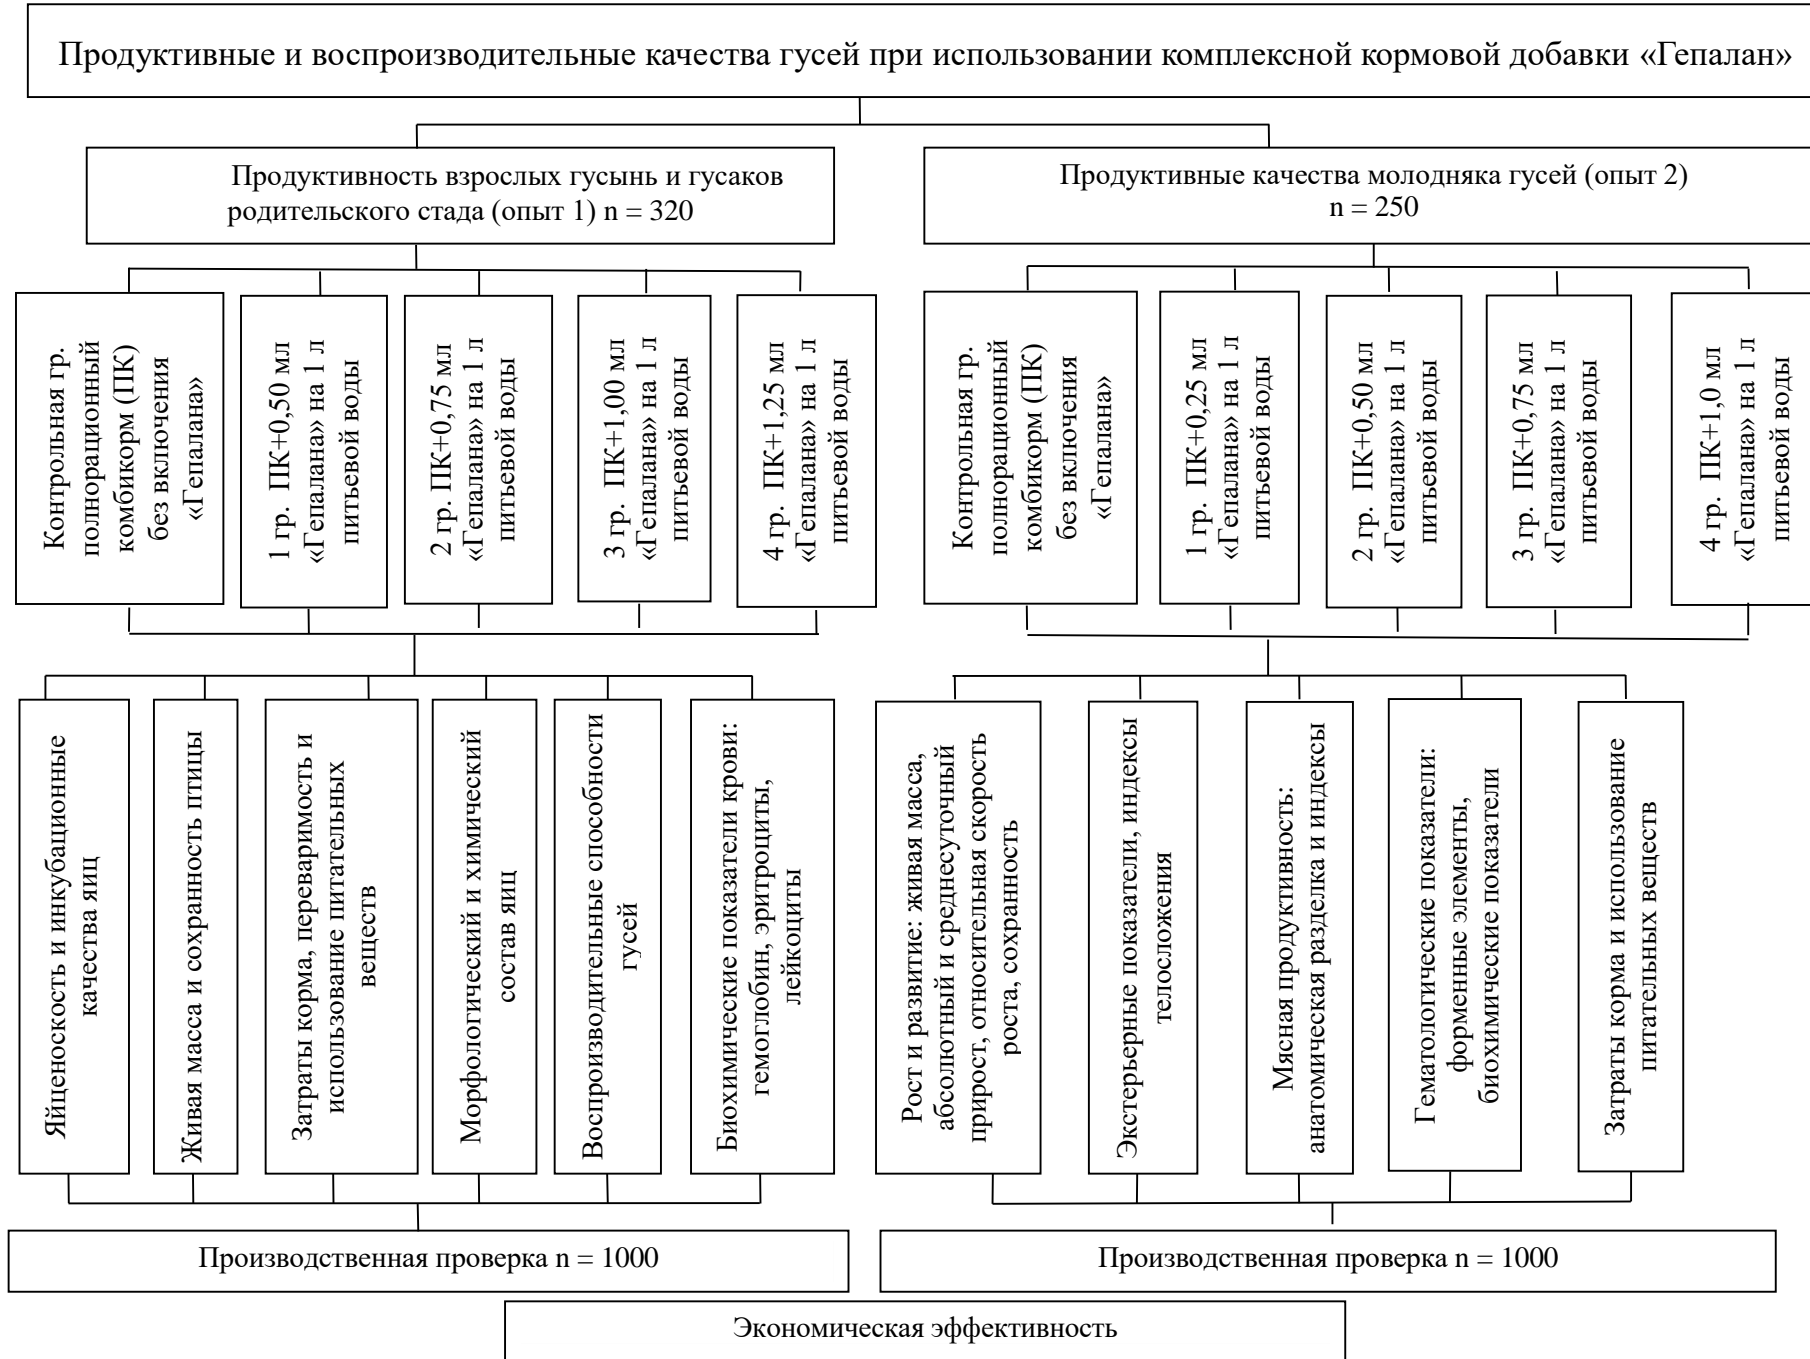 Продуктивные и воспроизводительные качества гусей при использовании комплексной кормовой добавки «Гепалан»
Продуктивность взрослых гусынь и гусаков
родительского стада (опыт 1) n = 320
Продуктивные качества молодняка гусей (опыт 2)
n = 250
Контрольная гр.
полнорационный
комбикорм (ПК)
без включения
«Гепалана»
1 гр. ПК+0,50 мл
«Гепалана» на 1 л
питьевой воды
2 гр. ПК+0,75 мл
«Гепалана» на 1 л
питьевой воды
3 гр. ПК+1,00 мл
«Гепалана» на 1 л
питьевой воды
4 гр. ПК+1,25 мл
«Гепалана» на 1 л
питьевой воды
Контрольная гр.
полнорационный
комбикорм (ПК)
без включения
«Гепалана»
1 гр. ПК+0,25 мл
«Гепалана» на 1 л
питьевой воды
2 гр. ПК+0,50 мл
«Гепалана» на 1 л
питьевой воды
3 гр. ПК+0,75 мл
«Гепалана» на 1 л
питьевой воды
4 гр. ПК+1,0 мл
«Гепалана» на 1 л
питьевой воды
Яйценоскость и инкубационные
качества яиц
Живая масса и сохранность птицы
Затраты корма, переваримость и
использование питательных
веществ
Морфологический и химический
состав яиц
Воспроизводительные способности
гусей
Биохимические показатели крови:
гемоглобин, эритроциты,
лейкоциты
Рост и развитие: живая масса,
абсолютный и среднесуточный
прирост, относительная скорость
роста, сохранность
Экстерьерные показатели, индексы
телосложения
Мясная продуктивность:
анатомическая разделка и индексы
Гематологические показатели:
форменные элементы,
биохимические показатели
Затраты корма и использование
питательных веществ
Производственная проверка n = 1000
Производственная проверка n = 1000
Экономическая эффективность